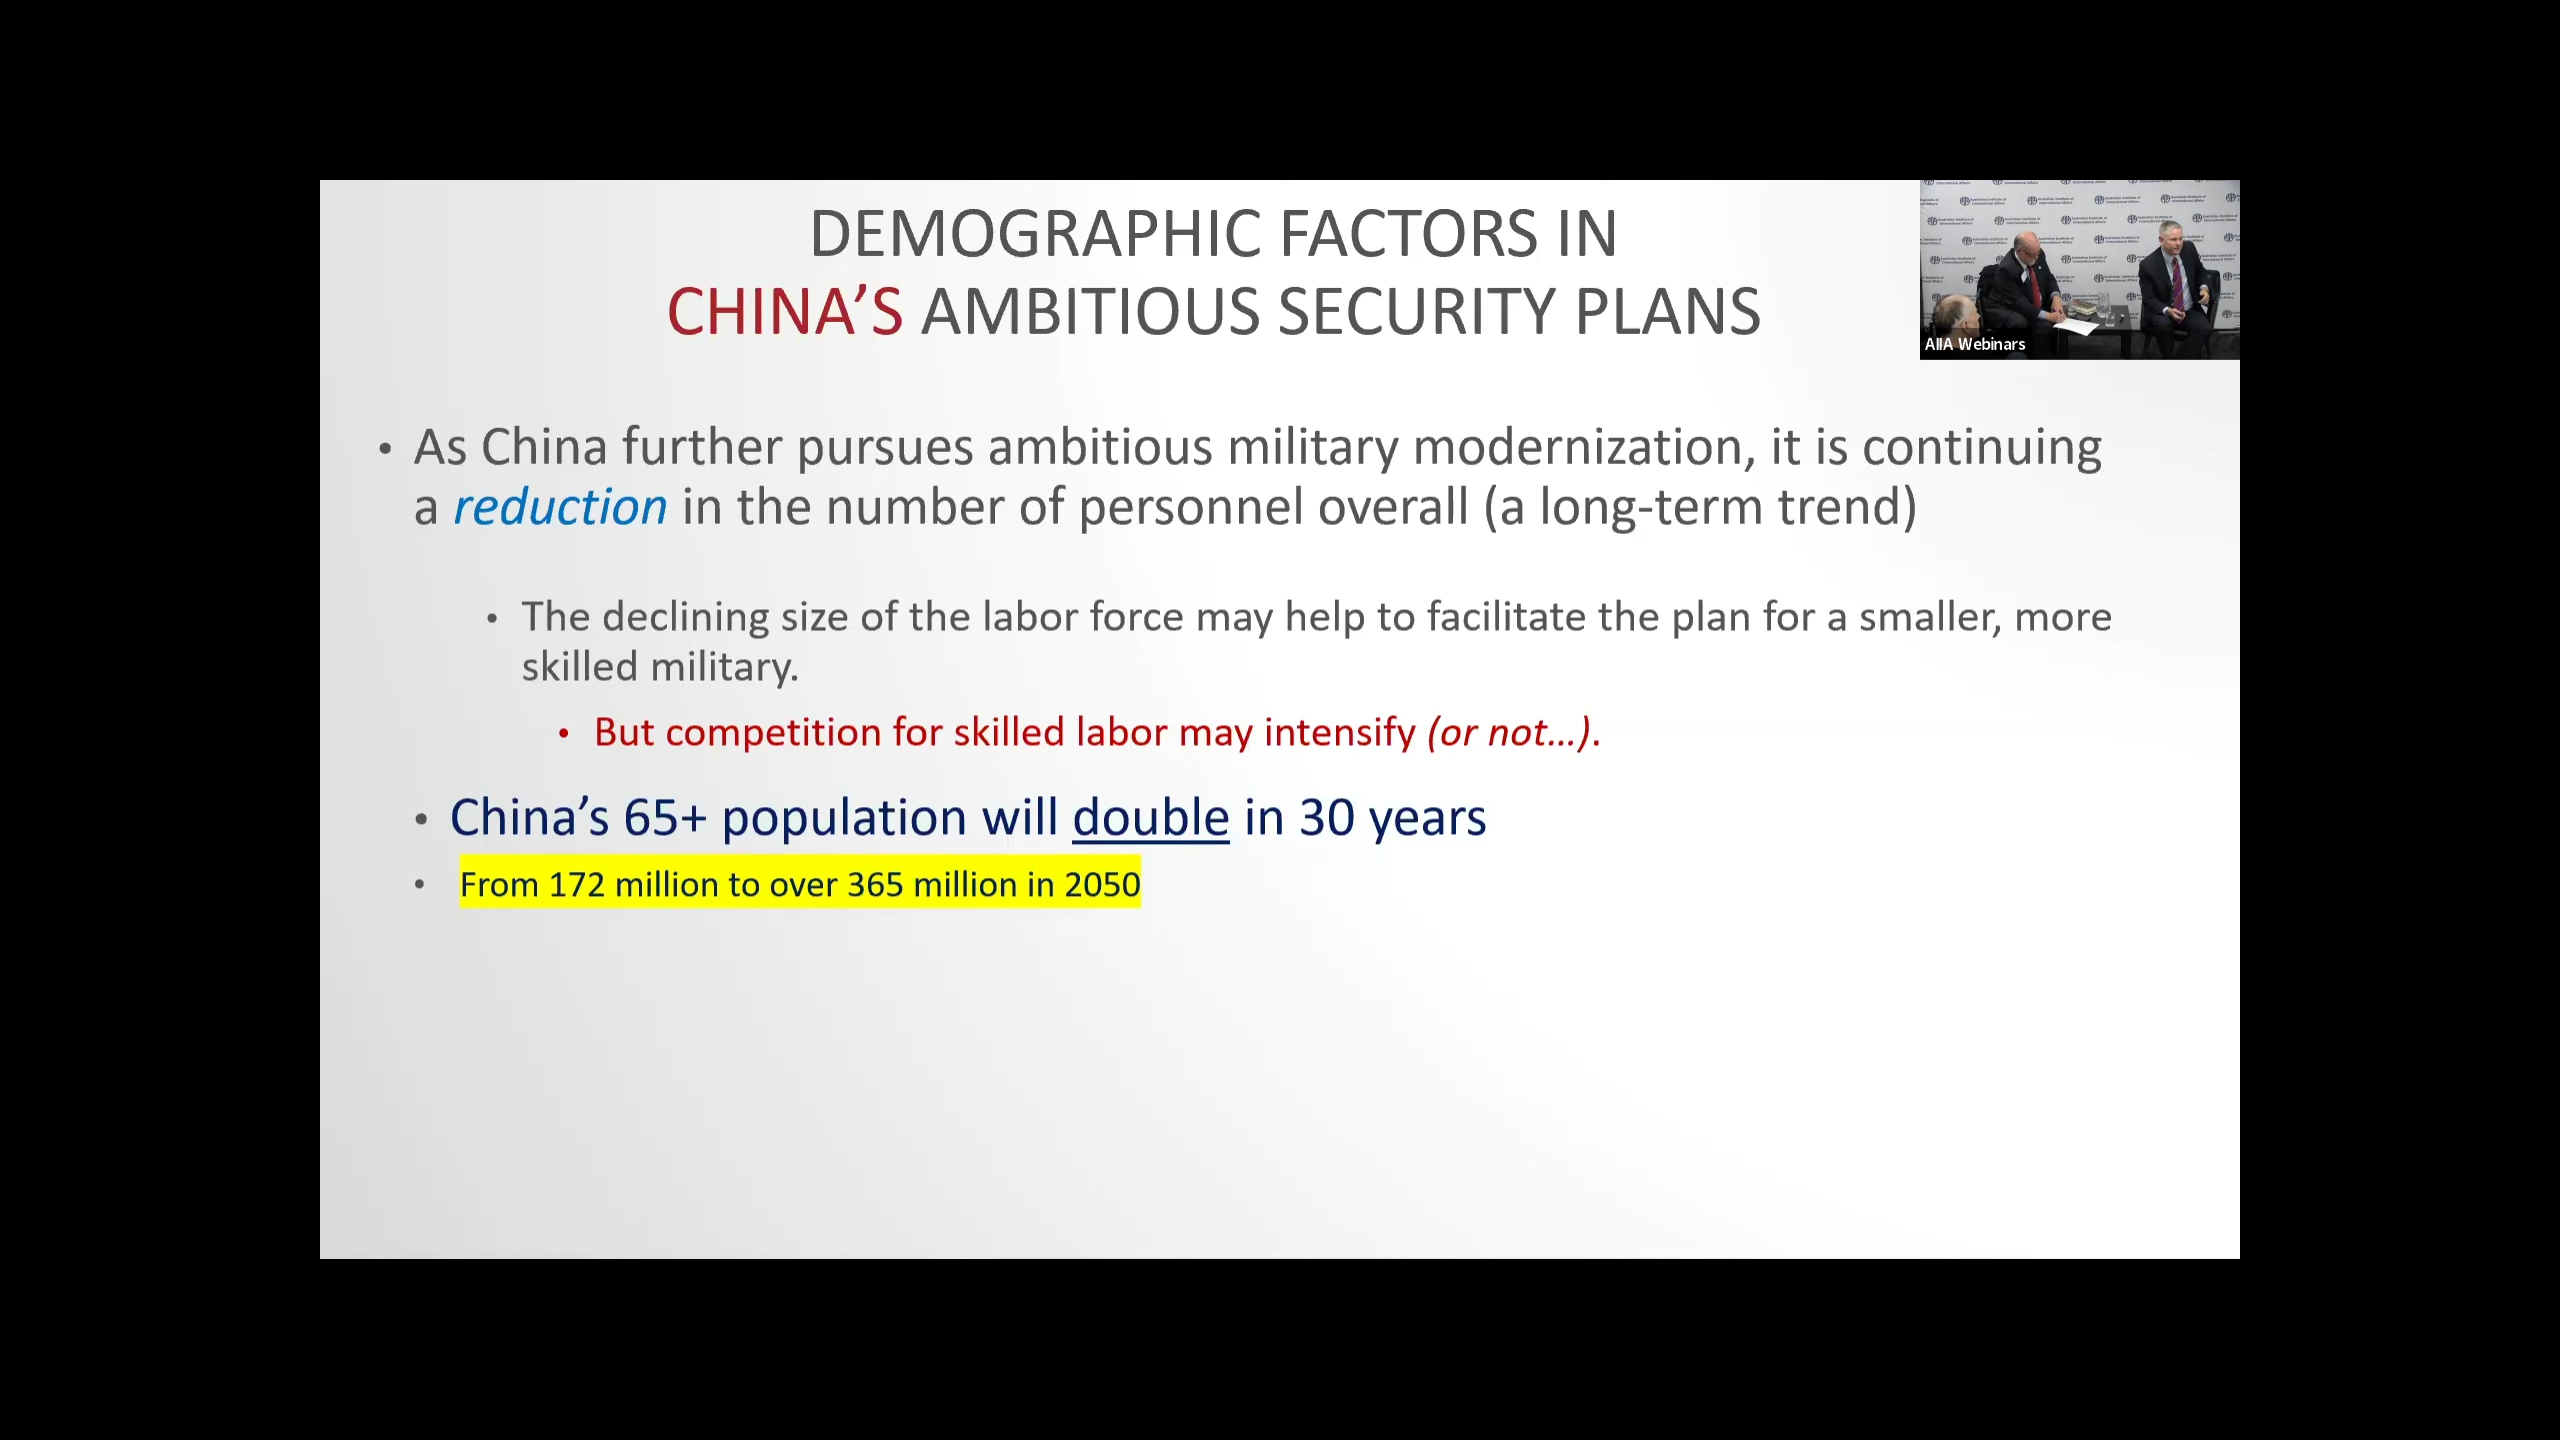 DEMOGRAPHIC FACTORS IN
CHINA’S AMBITIOUS SECURITY PLANS
AIIA Webinars
• As China further pursues ambitious military modernization, it is continuing
a reduction in the number of personnel overall (a long-term trend)
• The declining size of the labor force may help to facilitate the plan for a smaller, more
skilled military.
• But competition for skilled labor may intensify (or not…).
• China’s 65+ population will double in 30 years
• From 172 million to over 365 million in 2050